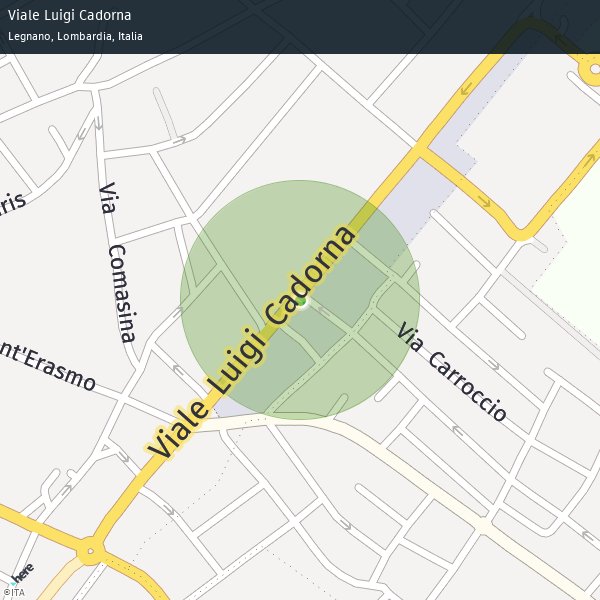 Viale Luigi Cadorna
Legnano, Lombardia, Italia
ris
Via Comasina
Viale Luigi Cadorna
nt'Erasmo
Via Carroccio
here
©ITA